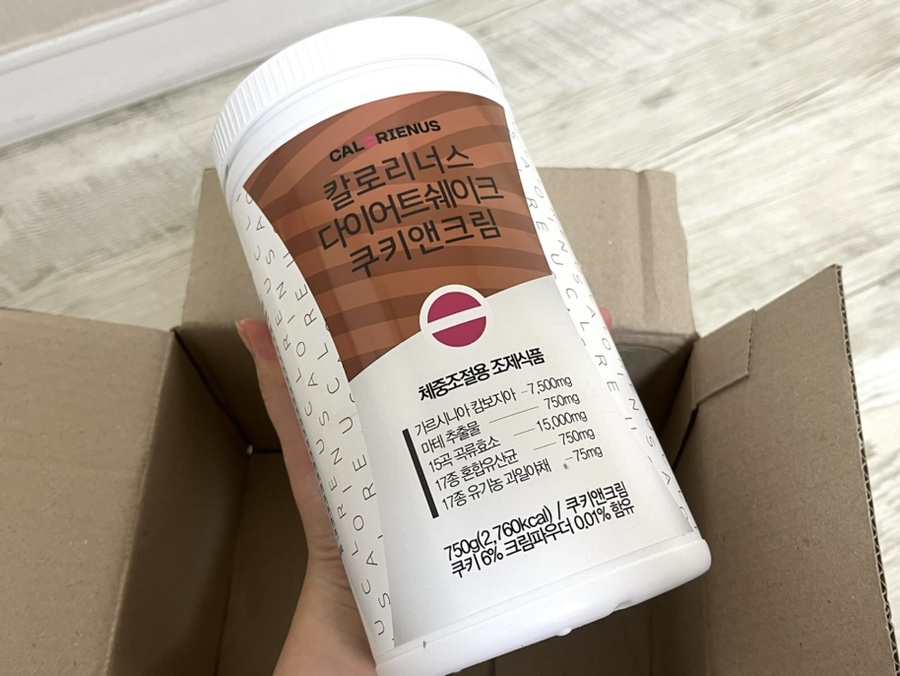 CALORIENUS
칼로리너스
다이어트쉐이크
쿠키앤크림
체중조절용 조제식품
가르시니아 캄보지아 7,500mg
마테 추출물 750mg
15곡 곡류효소 15,000mg
17종 혼합유산균 750mg
17종 유기농 과일야채 75mg
750g(2,760kcal) / 쿠키앤크림
쿠키 6% 크림파우더 0.01% 함유